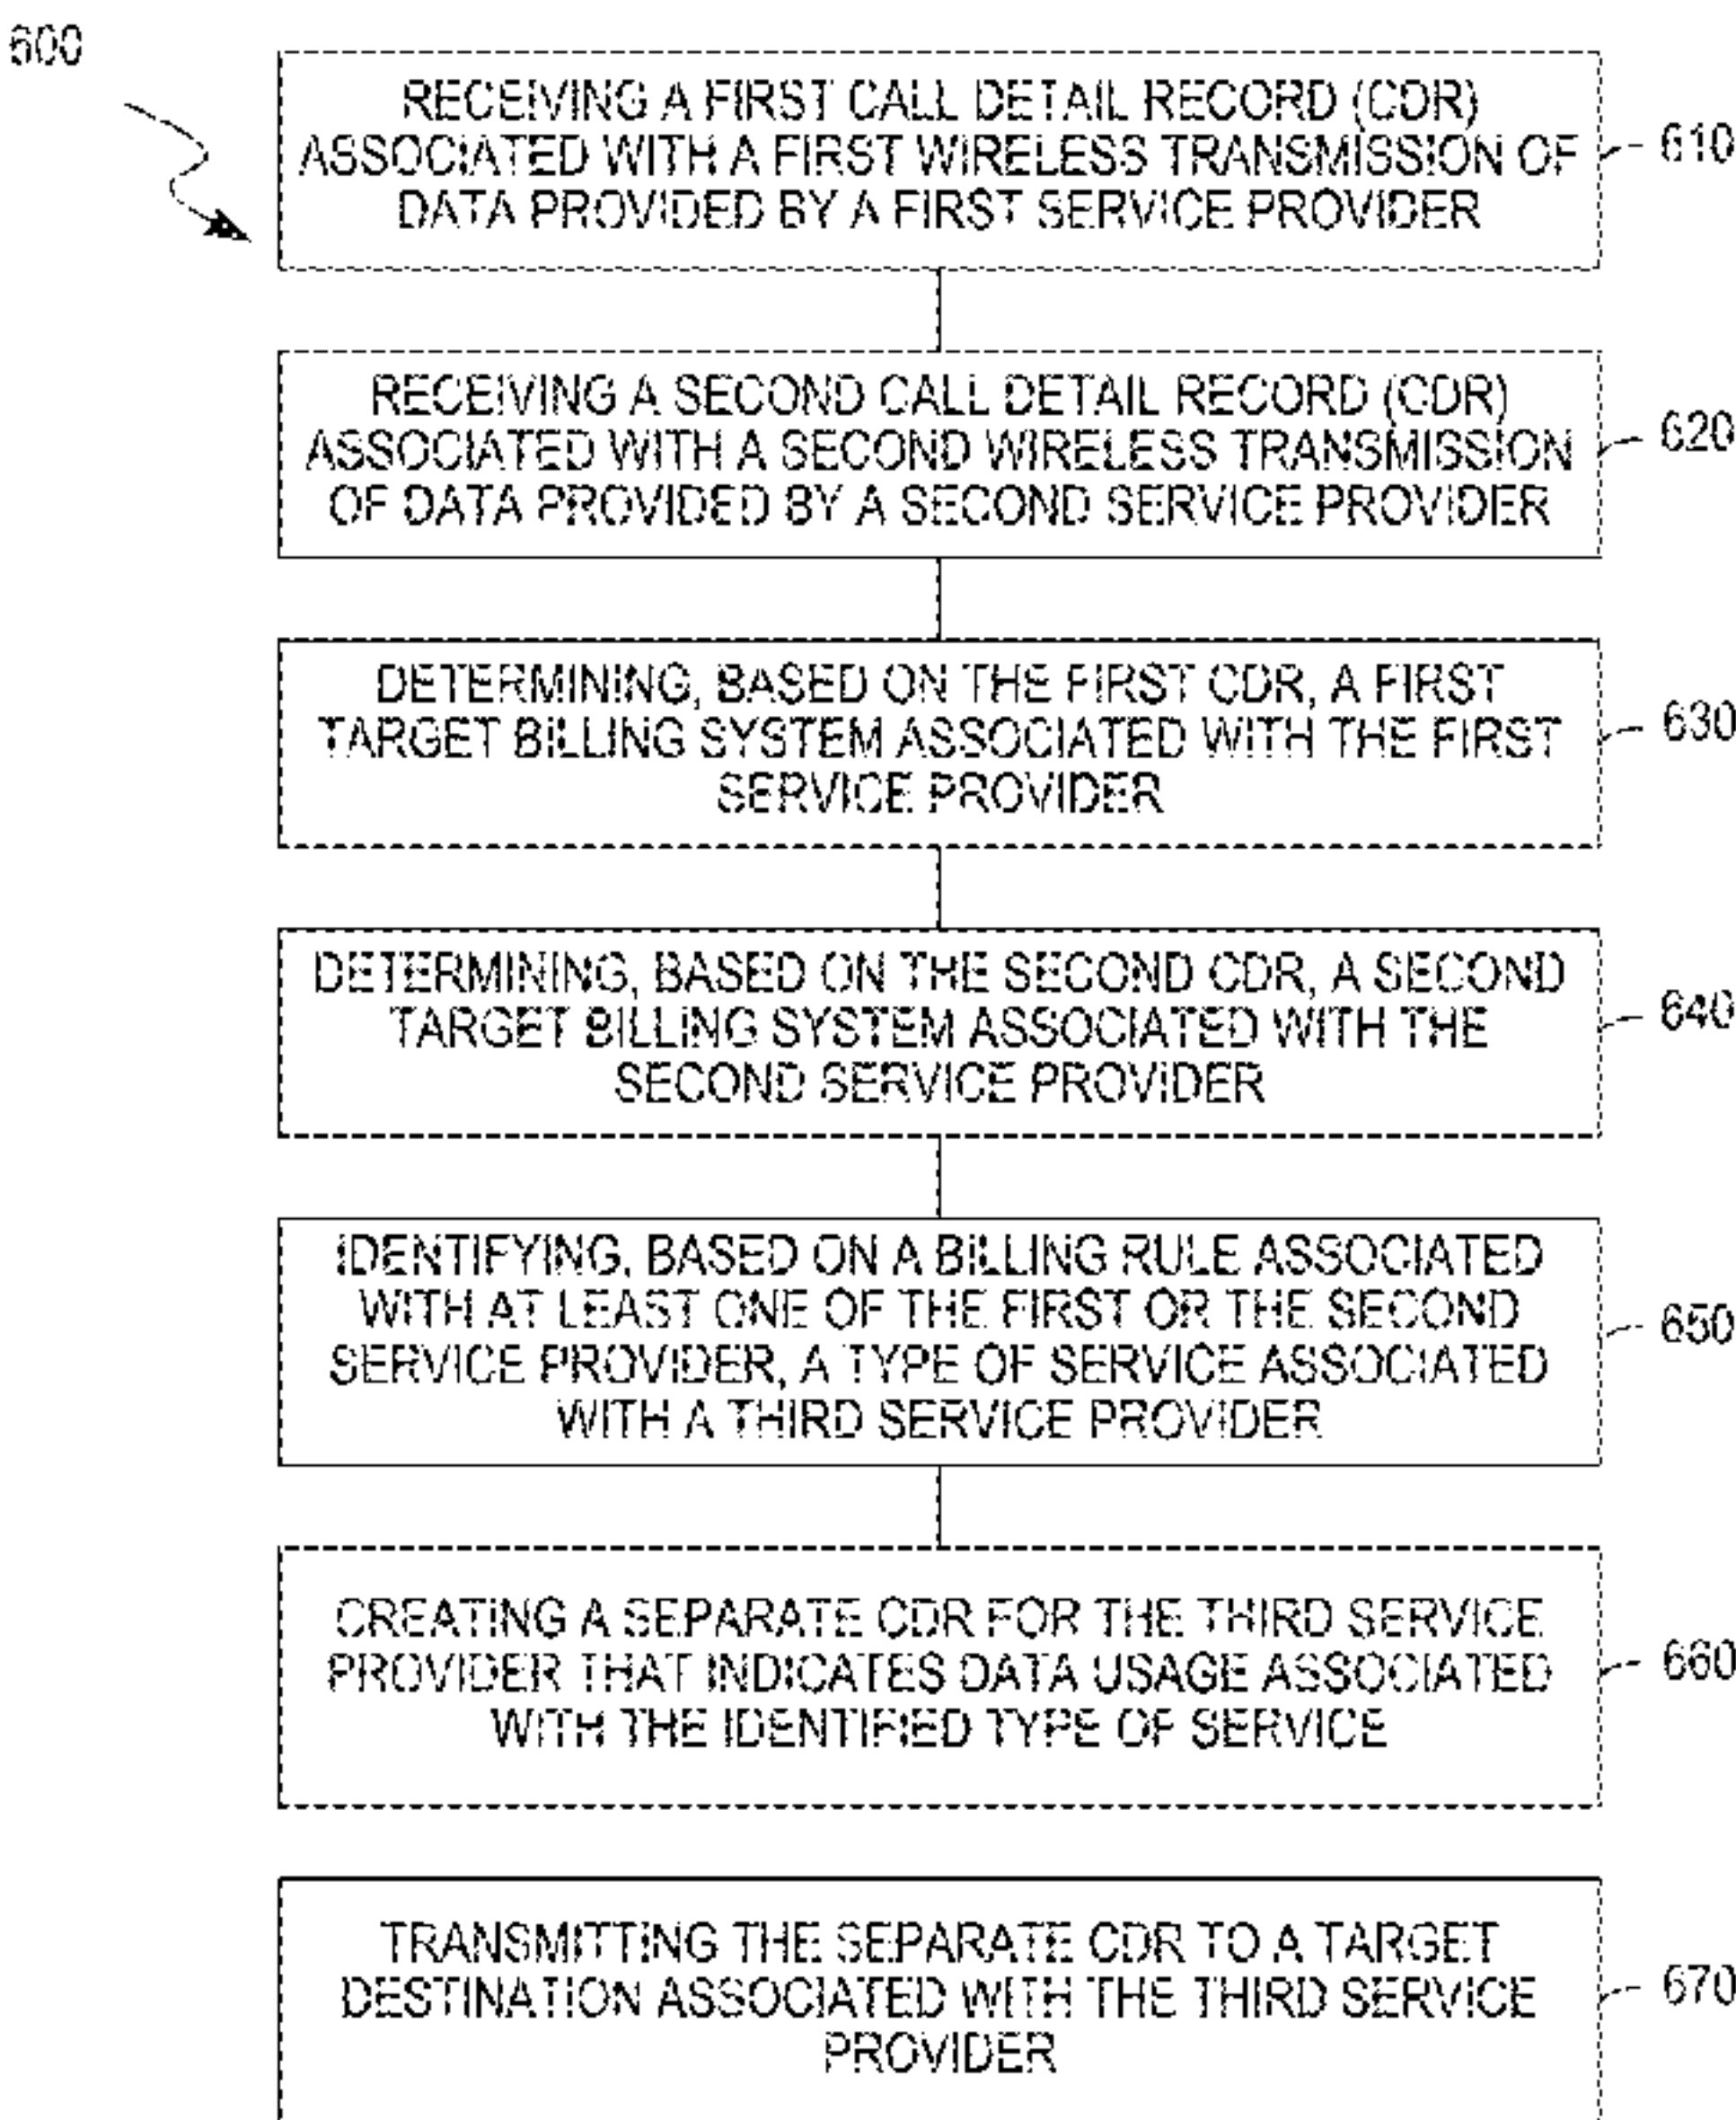 600
RECEIVING A FIRST CALL DETAIL RECORD (CDR)
ASSOCIATED WITH A FIRST WIRELESS TRANSMISSION OF
DATA PROVIDED BY A FIRST SERVICE PROVIDER
610
RECEIVING A SECOND CALL DETAIL RECORD (CDR)
ASSOCIATED WITH A SECOND WIRELESS TRANSMISSION
OF DATA PROVIDED BY A SECOND SERVICE PROVIDER
620
DETERMINING, BASED ON THE FIRST CDR, A FIRST
TARGET BILLING SYSTEM ASSOCIATED WITH THE FIRST
SERVICE PROVIDER
630
DETERMINING, BASED ON THE SECOND CDR, A SECOND
TARGET BILLING SYSTEM ASSOCIATED WITH THE
SECOND SERVICE PROVIDER
640
IDENTIFYING, BASED ON A BILLING RULE ASSOCIATED
WITH AT LEAST ONE OF THE FIRST OR THE SECOND
SERVICE PROVIDER, A TYPE OF SERVICE ASSOCIATED
WITH A THIRD SERVICE PROVIDER
650
CREATING A SEPARATE CDR FOR THE THIRD SERVICE
PROVIDER THAT INDICATES DATA USAGE ASSOCIATED
WITH THE IDENTIFIED TYPE OF SERVICE
660
TRANSMITTING THE SEPARATE CDR TO A TARGET
DESTINATION ASSOCIATED WITH THE THIRD SERVICE
PROVIDER
670